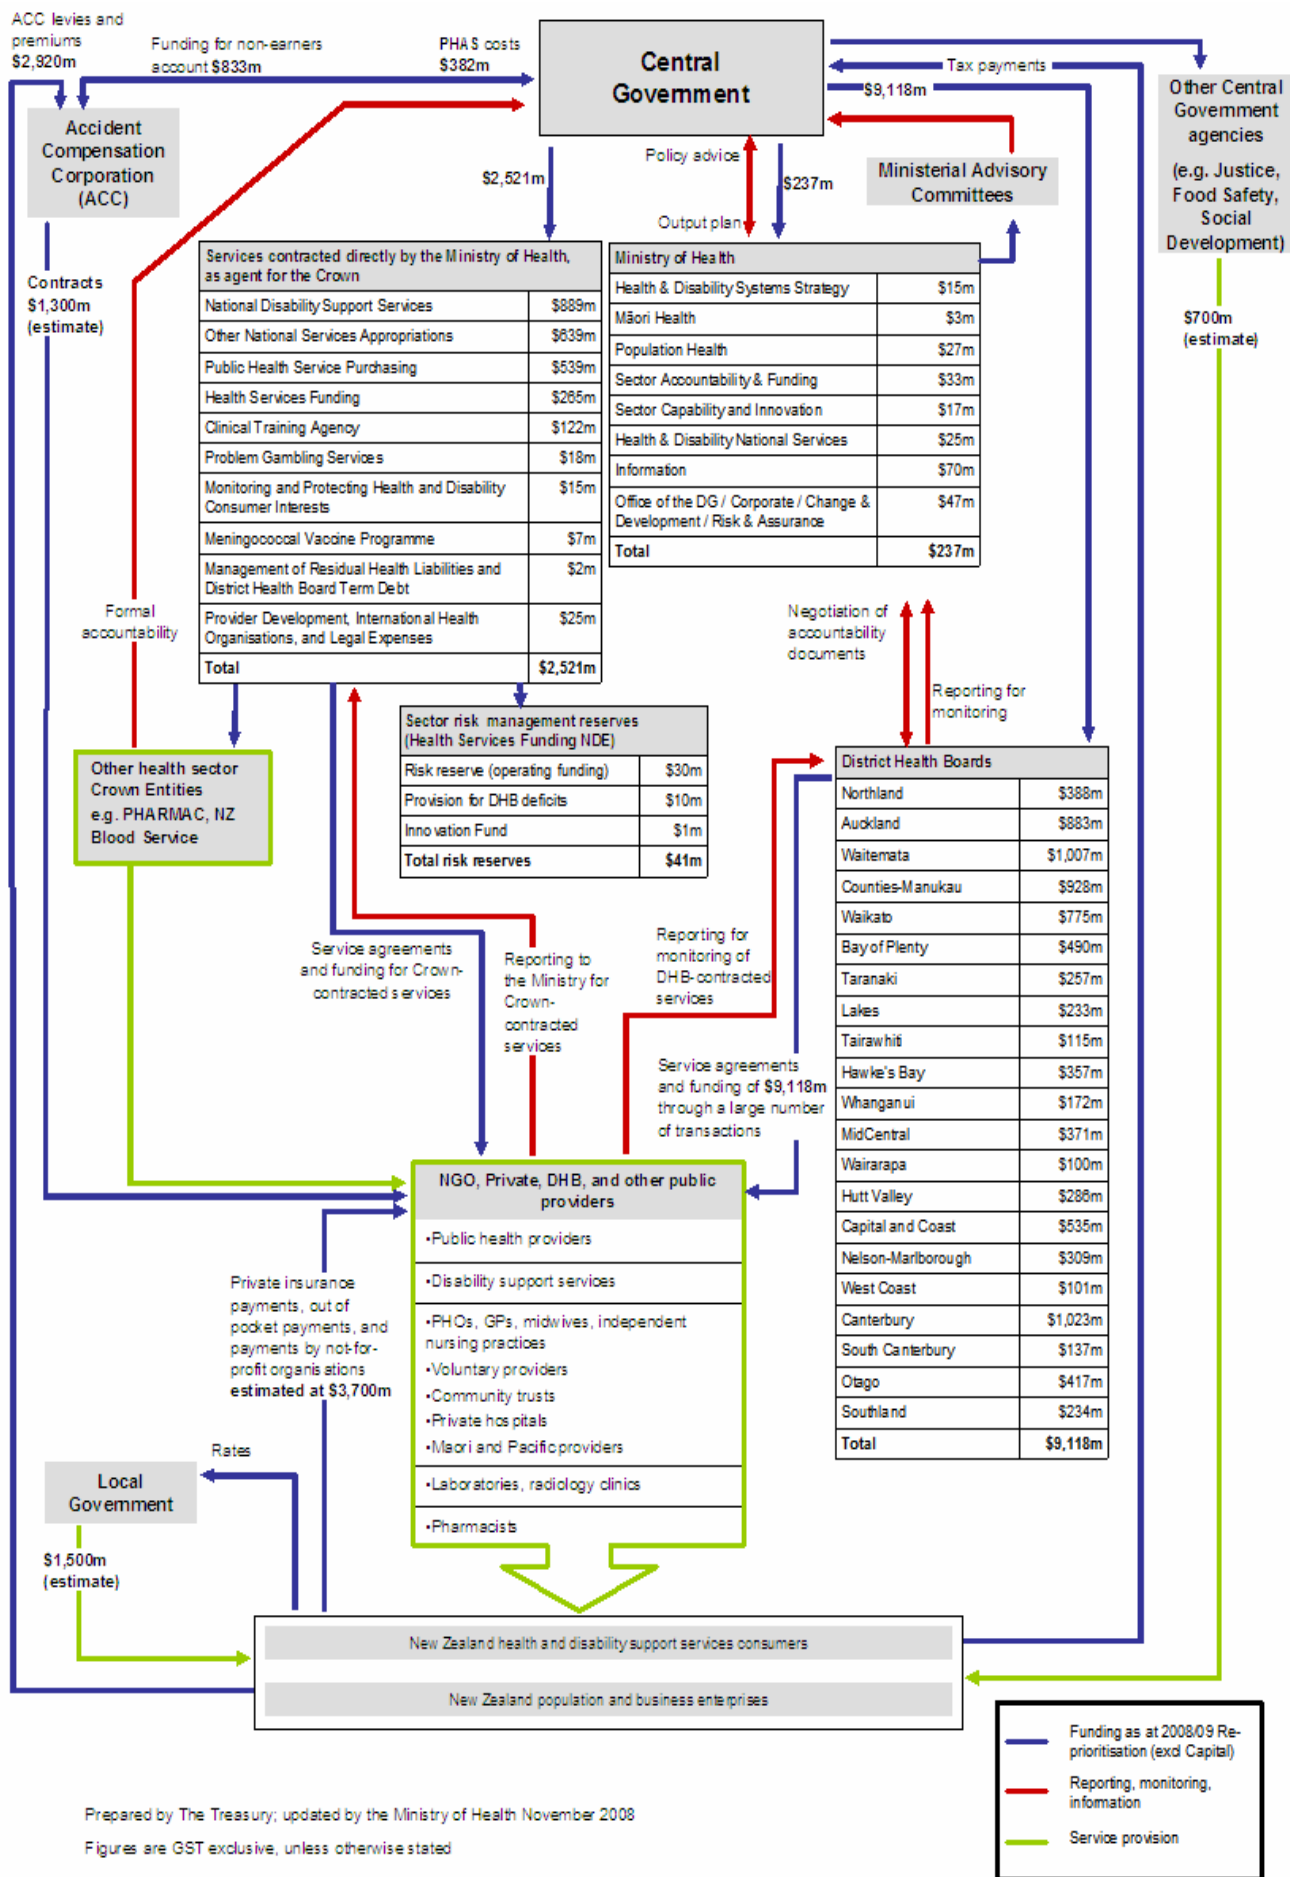 ACC levies and
premiums
$2,920m
Funding for non-earners
account $833m
PHAS costs
$382m
Central
Government
Tax payments
$9,118m
Other Central
Government
agencies
(e.g. Justice,
Food Safety,
Social
Development)
Accident
Compensation
Corporation
(ACC)
Policy advice
$2,521m
$237m
Output plan
Ministerial Advisory
Committees
Contracts
$1,300m
(estimate)
$700m
(estimate)
Services contracted directly by the Ministry of Health,
as agent for the Crown
National Disability Support Services $889m
Other National Services Appropriations $639m
Public Health Service Purchasing $539m
Health Services Funding $265m
Clinical Training Agency $122m
Problem Gambling Services $18m
Monitoring and Protecting Health and Disability $15m
Consumer Interests
Meningococcal Vaccine Programme $7m
Management of Residual Health Liabilities and $2m
District Health Board Term Debt
Provider Development, International Health $25m
Organisations, and Legal Expenses
Total $2,521m
Ministry of Health
Health & Disability Systems Strategy $15m
Māori Health $3m
Population Health $27m
Sector Accountability & Funding $33m
Sector Capability and Innovation $17m
Health & Disability National Services $25m
Information $70m
Office of the DG / Corporate / Change & $47m
Development / Risk & Assurance
Total $237m
Formal
accountability
Negotiation of
accountability
documents
Reporting for
monitoring
Other health sector
Crown Entities
e.g. PHARMAC, NZ
Blood Service
Sector risk management reserves
(Health Services Funding NDE)
Risk reserve (operating funding) $30m
Provision for DHB deficits $10m
Innovation Fund $1m
Total risk reserves $41m
District Health Boards
Northland $388m
Auckland $883m
Waitemata $1,007m
Counties-Manukau $928m
Waikato $775m
Bay of Plenty $490m
Taranaki $257m
Lakes $233m
Tairawhiti $115m
Hawke's Bay $357m
Whanganui $172m
MidCentral $371m
Wairarapa $100m
Hutt Valley $286m
Capital and Coast $535m
Nelson-Marlborough $309m
West Coast $101m
Canterbury $1,023m
South Canterbury $137m
Otago $417m
Southland $234m
Total $9,118m
Service agreements
and funding for Crown-
contracted services
Reporting to
the Ministry for
Crown-
contracted
services
Reporting for
monitoring of
DHB-contracted
services
Service agreements
and funding of $9,118m
through a large number
of transactions
NGO, Private, DHB, and other public
providers
•Public health providers
•Disability support services
•PHOs, GPs, midwives, independent
nursing practices
•Voluntary providers
•Community trusts
•Private hospitals
•Maori and Pacific providers
•Laboratories, radiology clinics
•Pharmacists
Private insurance
payments, out of
pocket payments, and
payments by not-for-
profit organisations
estimated at $3,700m
Rates
Local
Government
$1,500m
(estimate)
New Zealand health and disability support services consumers
New Zealand population and business enterprises
Funding as at 2008/09 Re-
prioritisation (excl Capital)
Reporting, monitoring,
information
Service provision
Prepared by The Treasury; updated by the Ministry of Health November 2008
Figures are GST exclusive, unless otherwise stated